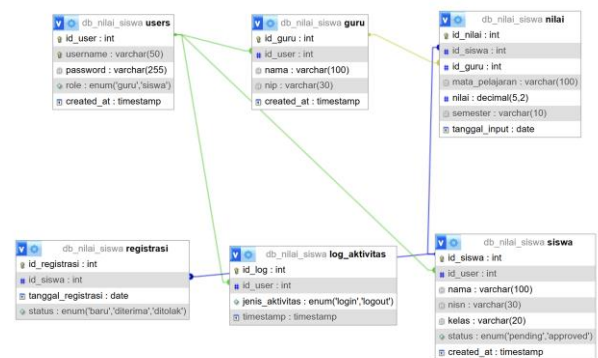 db_nilai_siswa users
id_user : int
username : varchar(50)
password : varchar(255)
role : enum('guru','siswa')
created_at : timestamp
db_nilai_siswa guru
id_guru : int
id_user : int
nama : varchar(100)
nip : varchar(30)
created_at : timestamp
db_nilai_siswa nilai
id_nilai : int
id_siswa : int
id_guru : int
mata_pelajaran : varchar(100)
nilai : decimal(5,2)
semester : varchar(10)
tanggal_input : date
db_nilai_siswa registrasi
id_registrasi : int
id_siswa : int
tanggal_registrasi : date
status : enum('baru','diterima','ditolak')
db_nilai_siswa log_aktivitas
id_log : int
id_user : int
jenis_aktivitas : enum('login','logout')
timestamp : timestamp
db_nilai_siswa siswa
id_siswa : int
id_user : int
nama : varchar(100)
nisn : varchar(30)
kelas : varchar(20)
status : enum('pending','approved')
created_at : timestamp